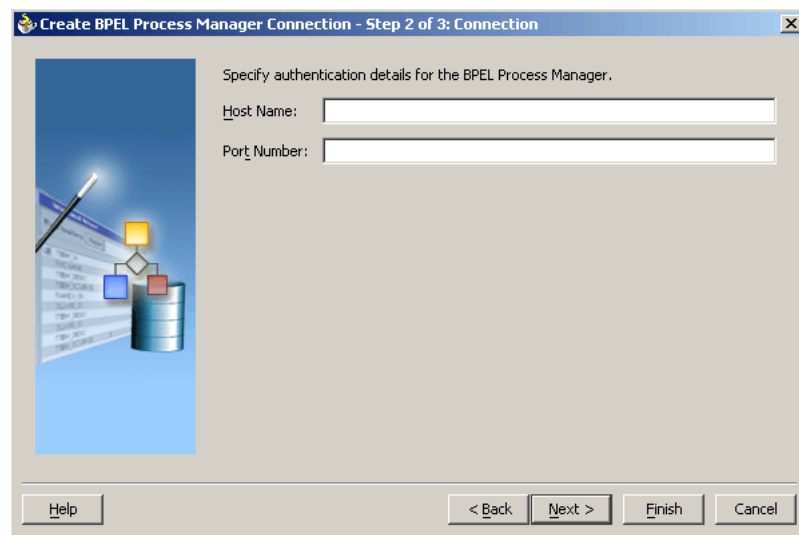 Create BPEL Process Manager Connection - Step 2 of 3: Connection
Specify authentication details for the BPEL Process Manager.
Host Name:
Port Number:
Help
< Back
Next >
Finish
Cancel